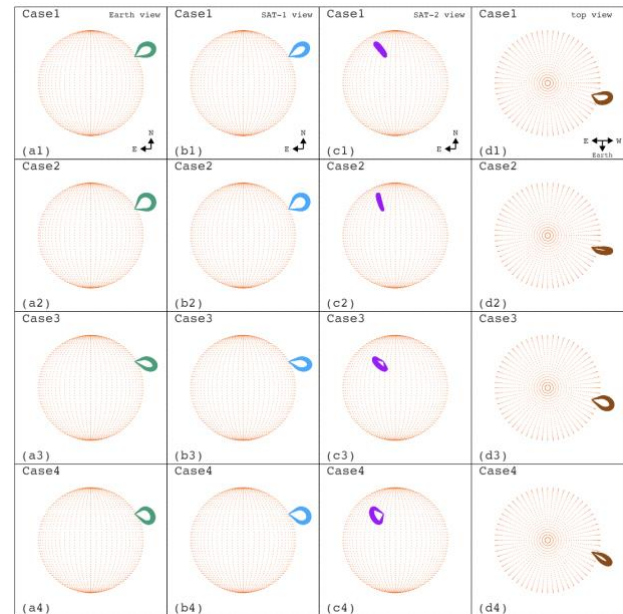 Case1 Earth view
Case1 SAT-1 view
Case1 SAT-2 view
Case1 top view
N
E
(a1)
N
E
(b1)
N
E
(c1)
E W
Earth
(d1)
Case2
Case2
Case2
Case2
(a2)
(b2)
(c2)
(d2)
Case3
Case3
Case3
Case3
(a3)
(b3)
(c3)
(d3)
Case4
Case4
Case4
Case4
(a4)
(b4)
(c4)
(d4)